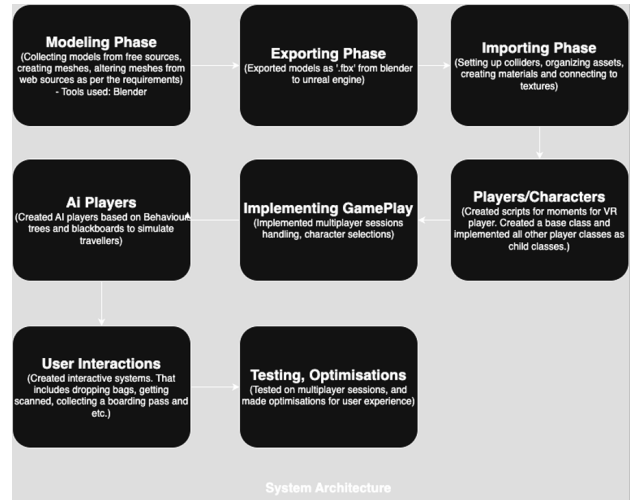 Modeling Phase
(Collecting models from free sources,
creating meshes, altering meshes from
web sources as per the requirements)
- Tools used: Blender
Exporting Phase
(Exported models as '.fbx' from blender
to unreal engine)
Importing Phase
(Setting up colliders, organizing assets,
creating materials and connecting to
textures)
Ai Players
(Created AI players based on Behaviour
trees and blackboards to simulate
travellers)
Implementing GamePlay
(Implemented multiplayer sessions
handling, character selections)
Players/Characters
(Created scripts for moments for VR
player. Created a base class and
implemented all other player classes as
child classes.)
User Interactions
(Created interactive systems. That
includes dropping bags, getting
scanned, collecting a boarding pass and
etc.)
Testing, Optimisations
(Tested on multiplayer sessions, and
made optimisations for user experience)
System Architecture